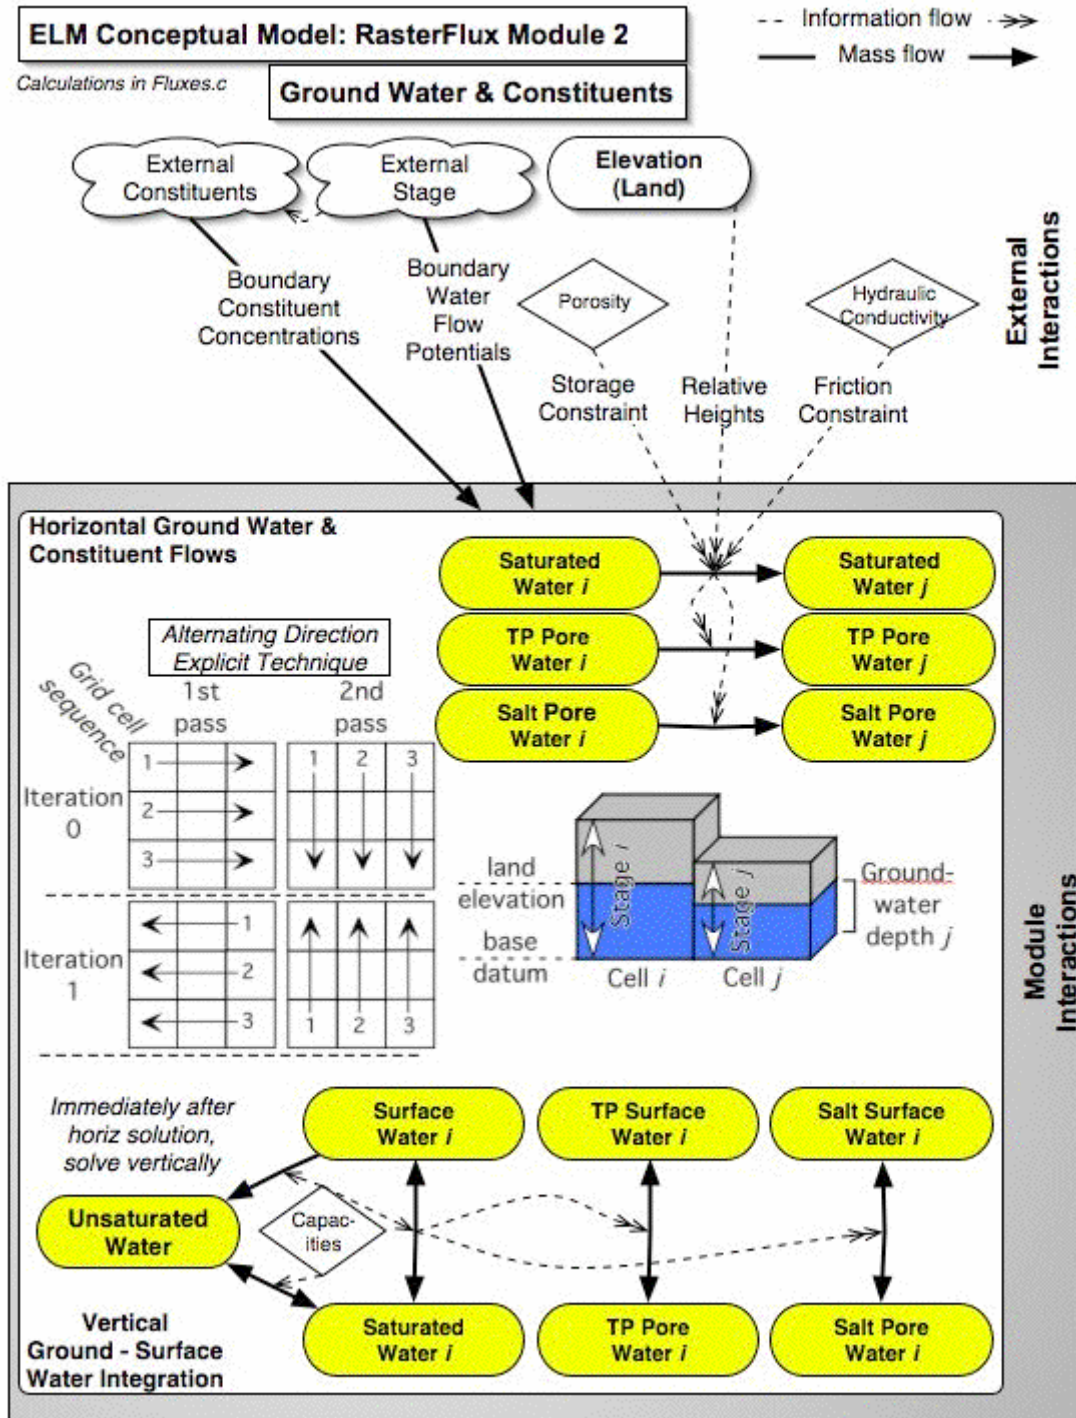 ELM Conceptual Model: RasterFlux Module 2
Calculations in Fluxes.c
Ground Water & Constituents
Information flow
Mass flow
External
Constituents
External
Stage
Elevation
(Land)
External
Interactions
Boundary
Constituent
Concentrations
Boundary
Water
Flow
Potentials
Porosity
Hydraulic
Conductivity
Storage
Constraint
Relative
Heights
Friction
Constraint
Horizontal Ground Water &
Constituent Flows
Saturated
Water i
Saturated
Water j
TP Pore
Water i
TP Pore
Water j
Salt Pore
Water i
Salt Pore
Water j
Alternating Direction
Explicit Technique
Grid cell
sequence
1st
pass
2nd
pass
Iteration
0
1
2
3
1 2 3
Iteration
1
1
2
3
1 2 3
land
elevation
base
datum
Stage i
Stage j
Cell i
Cell j
Ground-
water
depth j
Module
Interactions
Immediately after
horiz solution,
solve vertically
Surface
Water i
TP Surface
Water i
Salt Surface
Water i
Unsaturated
Water
Capac-
ities
Saturated
Water i
TP Pore
Water i
Salt Pore
Water i
Vertical
Ground - Surface
Water Integration